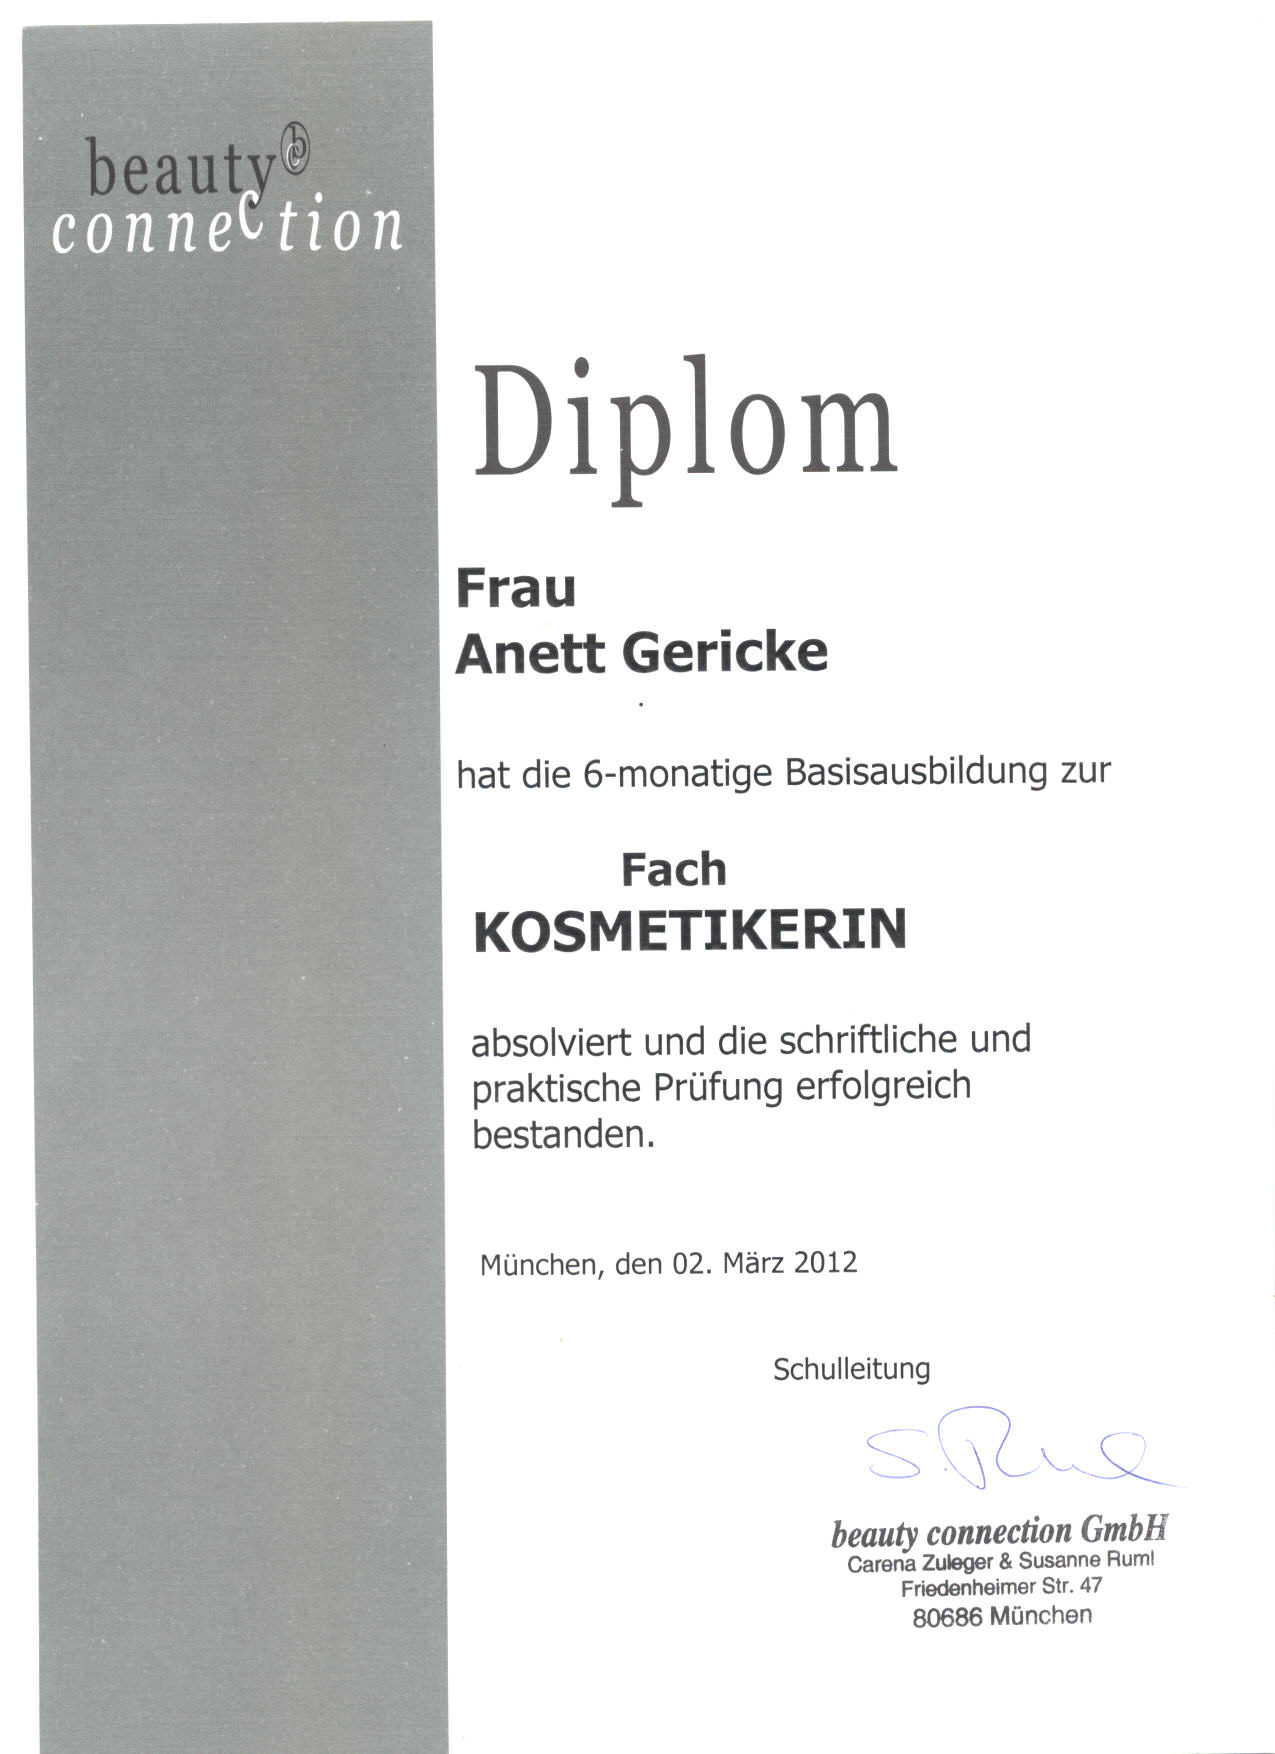 beauty
connection
Diplom
Frau
Anett Gericke
hat die 6-monatige Basisausbildung zur
Fach
KOSMETIKERIN
absolviert und die schriftliche und
praktische Prüfung erfolgreich
bestanden.
München, den 02. März 2012
Schulleitung
S. Ruml
beauty connection GmbH
Carena Zuleger & Susanne Ruml
Friedenheimer Str. 47
80686 München